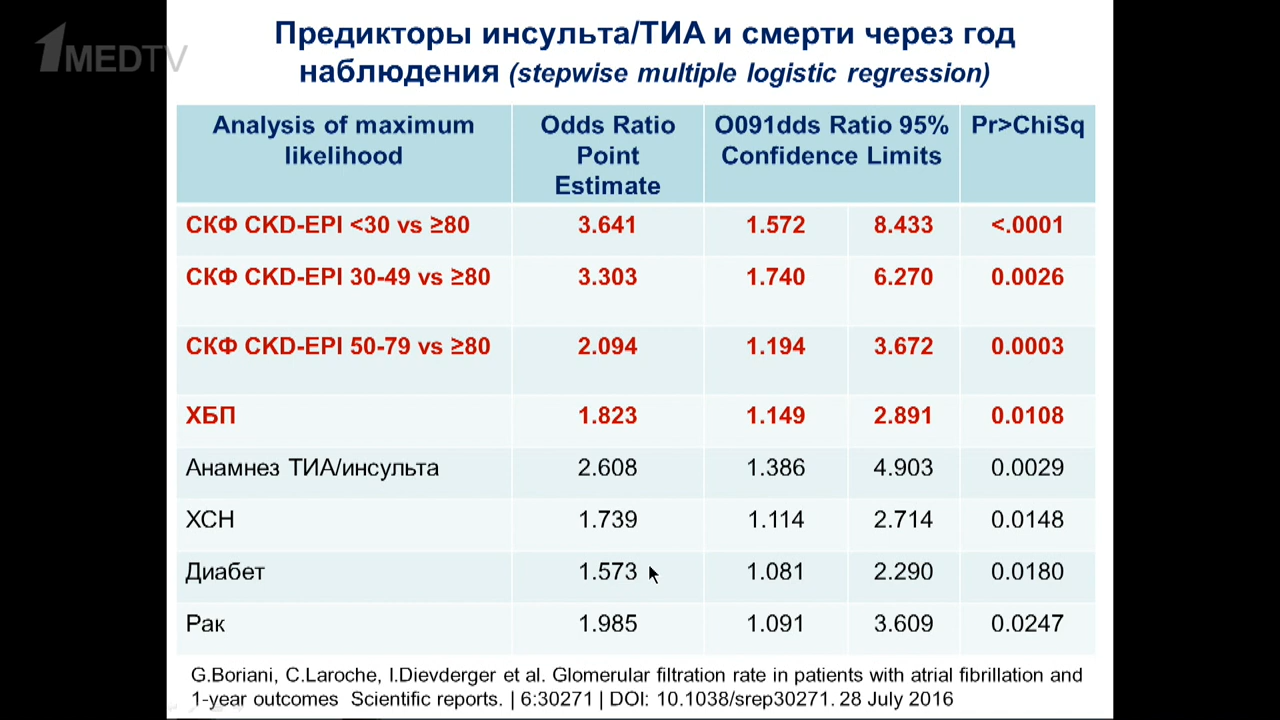 1MEDTV
Предикторы инсульта/ТИА и смерти через год
наблюдения (stepwise multiple logistic regression)
Analysis of maximum likelihood Odds Ratio Point Estimate O091dds Ratio 95% Confidence Limits Pr>ChiSq
СКФ CKD-EPI <30 vs ≥80 3.641 1.572 8.433 <.0001
СКФ CKD-EPI 30-49 vs ≥80 3.303 1.740 6.270 0.0026
СКФ CKD-EPI 50-79 vs ≥80 2.094 1.194 3.672 0.0003
ХБП 1.823 1.149 2.891 0.0108
Анамнез ТИА/инсульта 2.608 1.386 4.903 0.0029
ХСН 1.739 1.114 2.714 0.0148
Диабет 1.573 1.081 2.290 0.0180
Рак 1.985 1.091 3.609 0.0247
G.Boriani, C.Laroche, I.Dievderger et al. Glomerular filtration rate in patients with atrial fibrillation and
1-year outcomes Scientific reports. | 6:30271 | DOI: 10.1038/srep30271. 28 July 2016